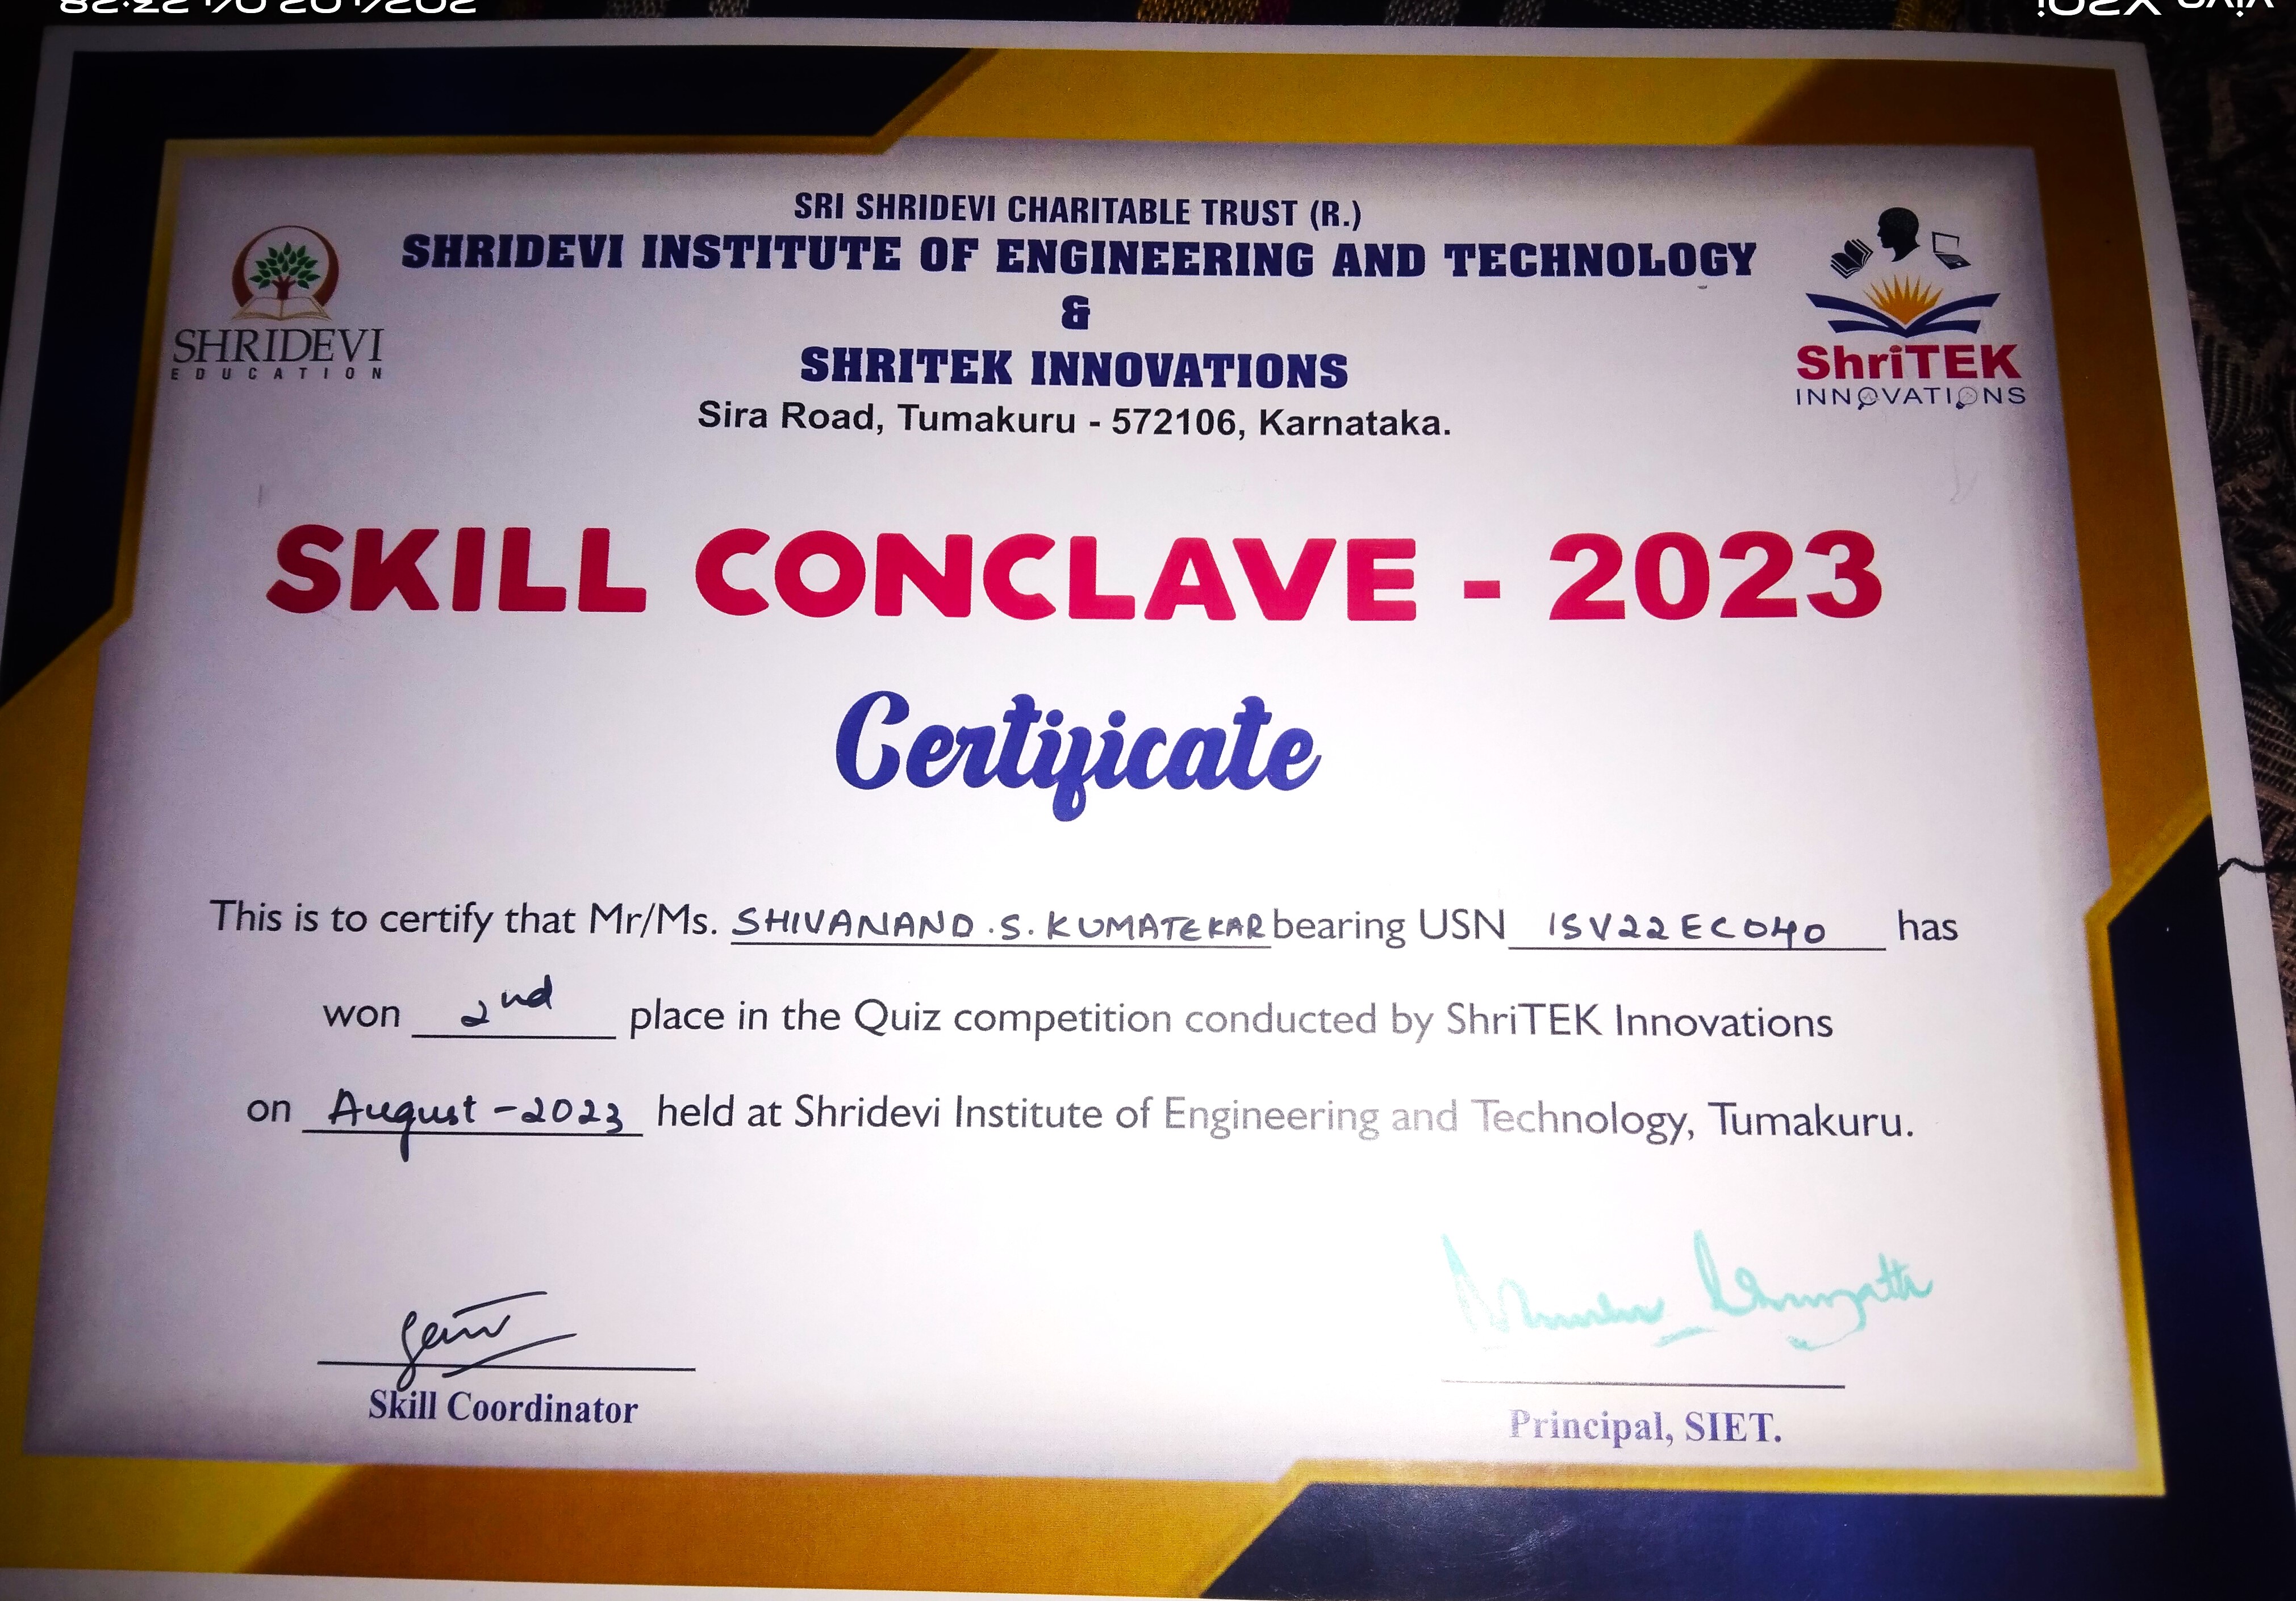 SRI SHRIDEVI CHARITABLE TRUST (R.)
SHRIDEVI INSTITUTE OF ENGINEERING AND TECHNOLOGY
&
SHRITEK INNOVATIONS
Sira Road, Tumakuru - 572106, Karnataka.
SHRIDEVI
EDUCATION
ShriTEK
INNOVATIONS
SKILL CONCLAVE - 2023
Certificate
This is to certify that Mr/Ms. SHIVANAND .S. KUMATEKAR bearing USN 1SV22EC040 has
won 2nd place in the Quiz competition conducted by ShriTEK Innovations
on August -2023 held at Shridevi Institute of Engineering and Technology, Tumakuru.
Skill Coordinator
Principal, SIET.